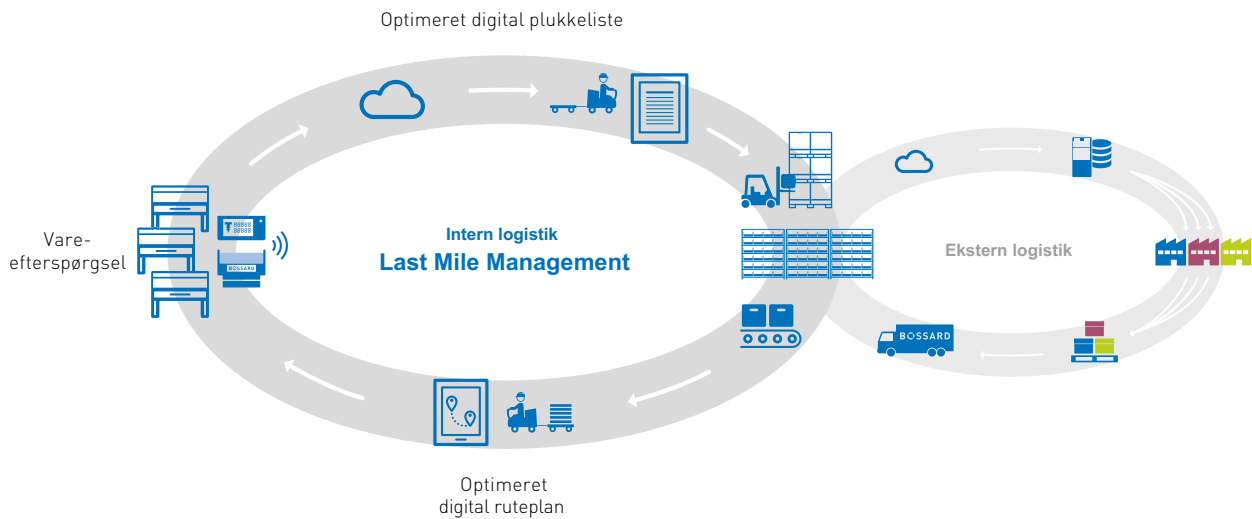 Optimeret digital plukkeliste
Vare-
efterspørgsel
BOSSARD
Intern logistik
Last Mile Management
Ekstern logistik
BOSSARD
Optimeret
digital ruteplan